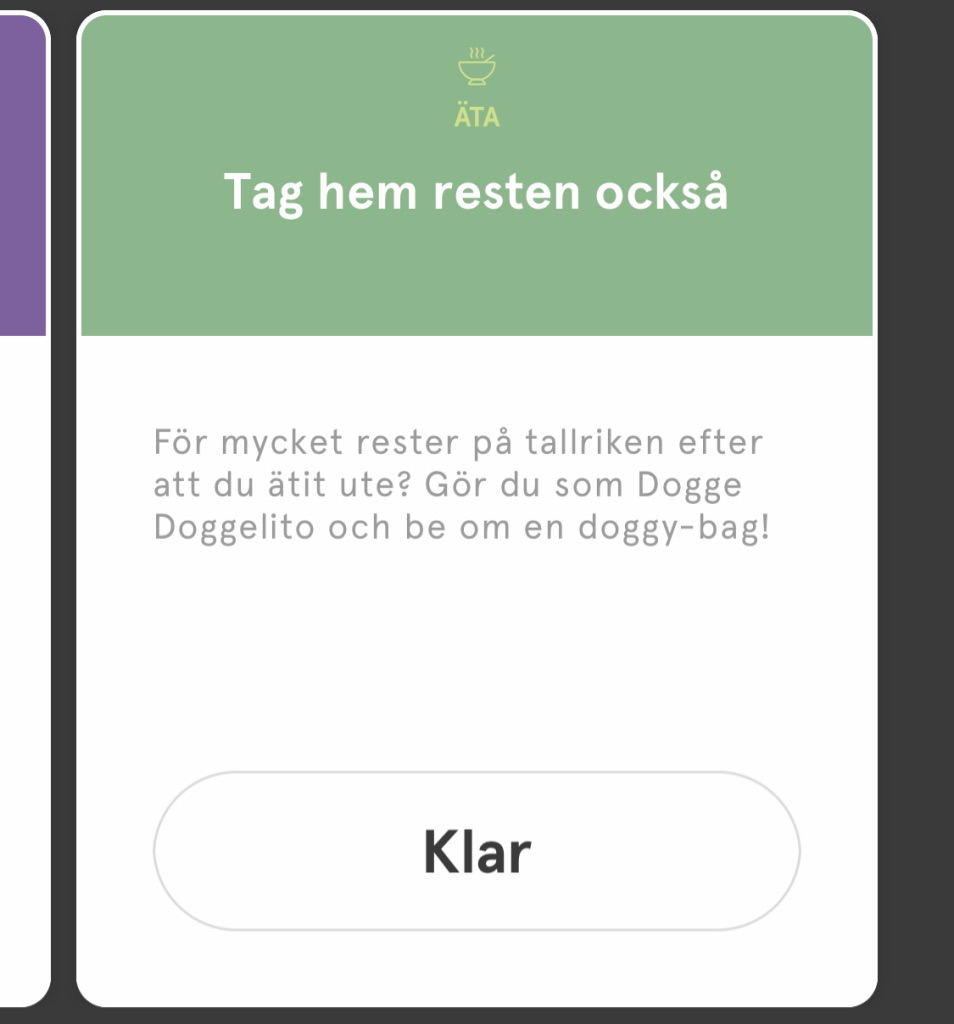 ÄTA
Tag hem resten också
För mycket rester på tallriken efter
att du ätit ute? Gör du som Dogge
Doggelito och be om en doggy-bag!
Klar